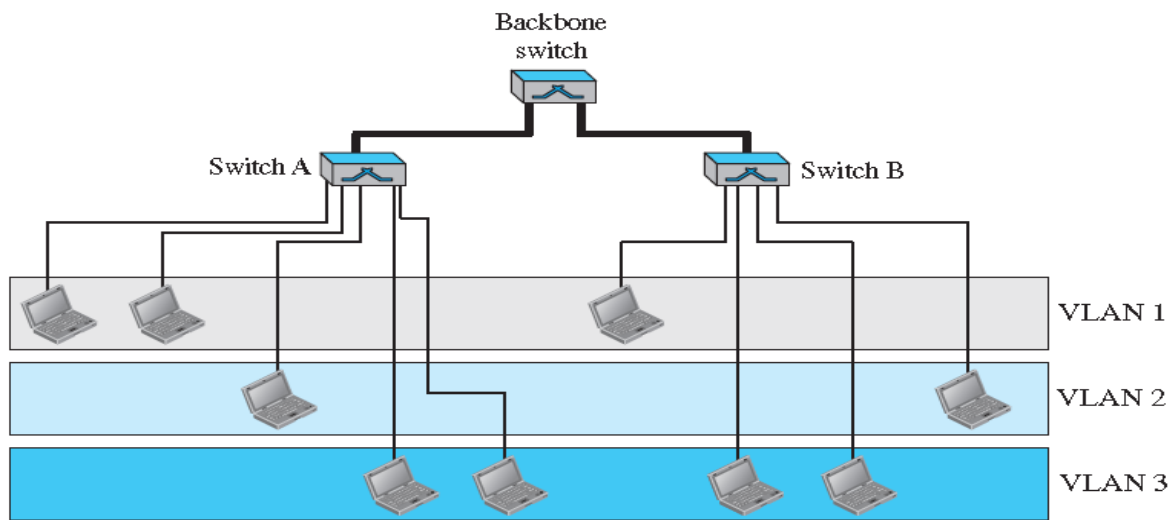 Backbone
switch
Switch A
Switch B
VLAN 1
VLAN 2
VLAN 3